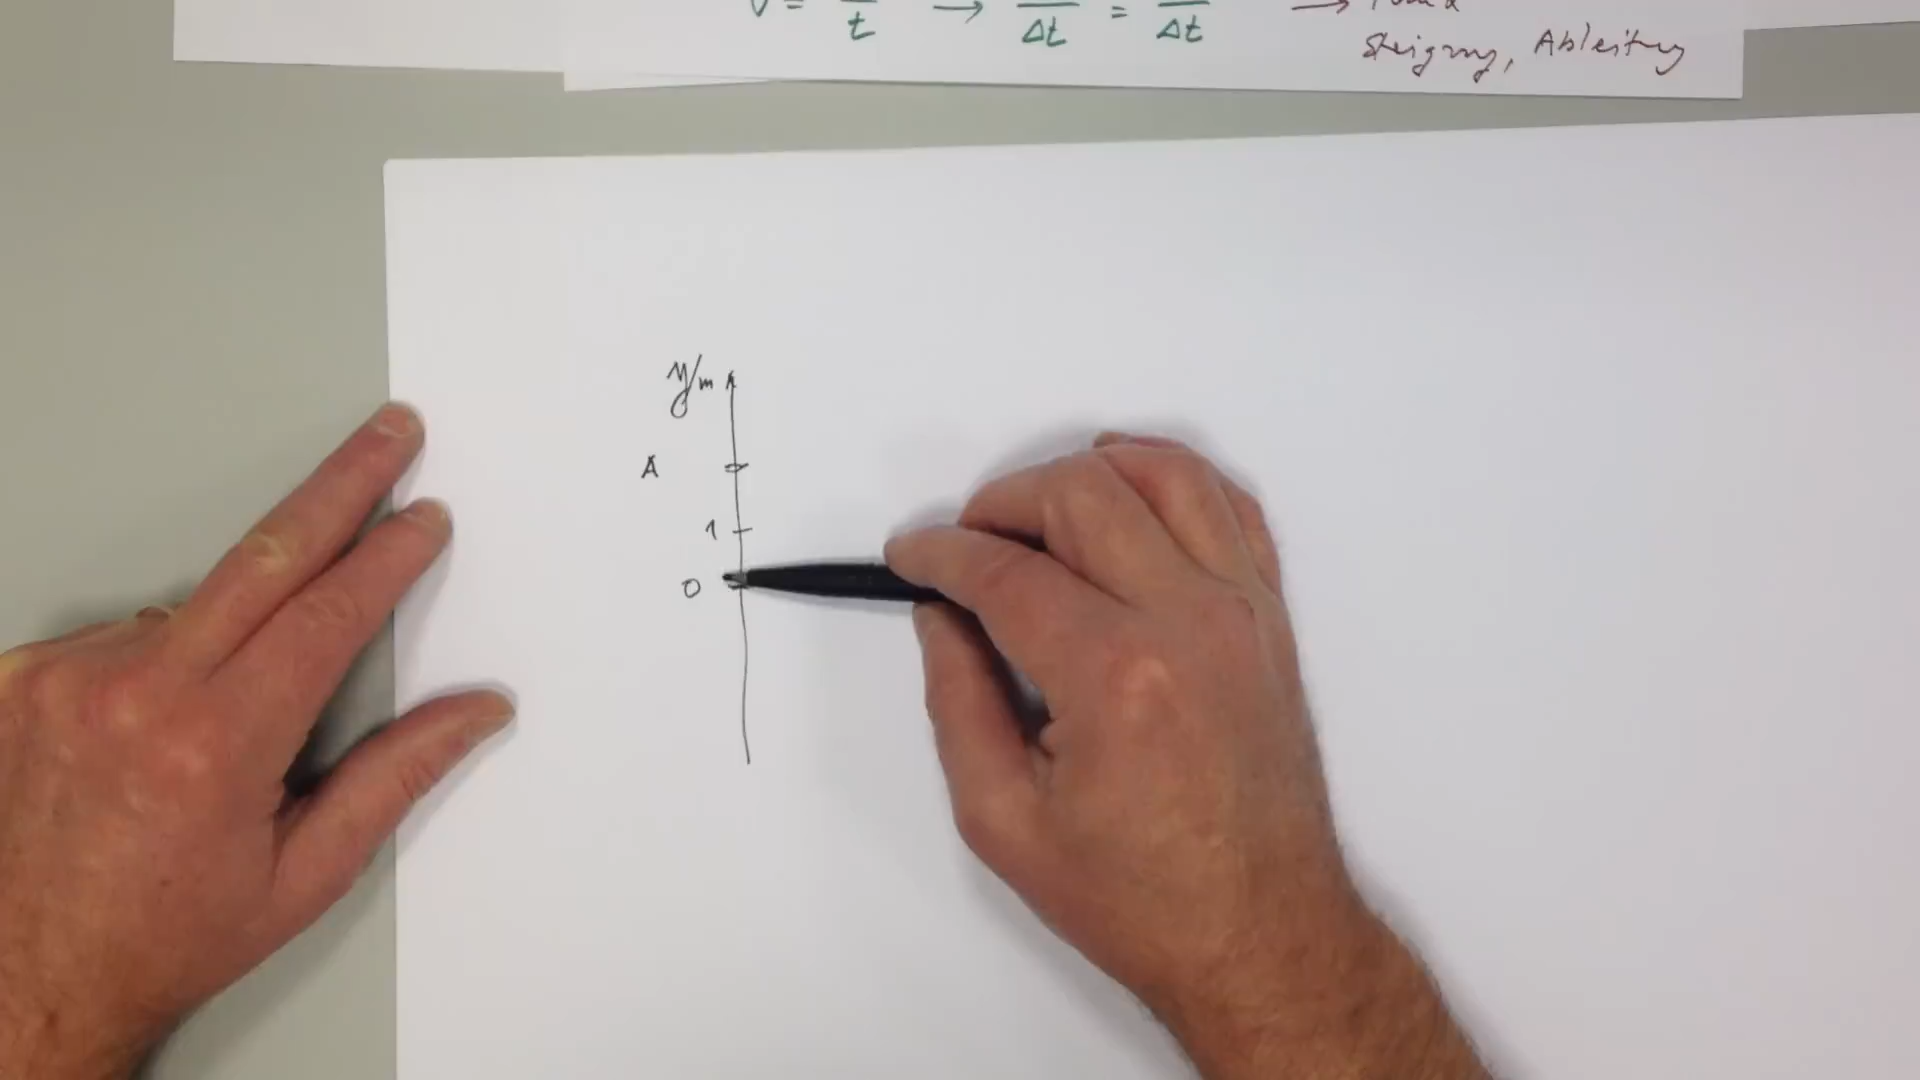 V = — t → — Δt = — Δt →
Steigung, Ableitung
y/m
A
1
0